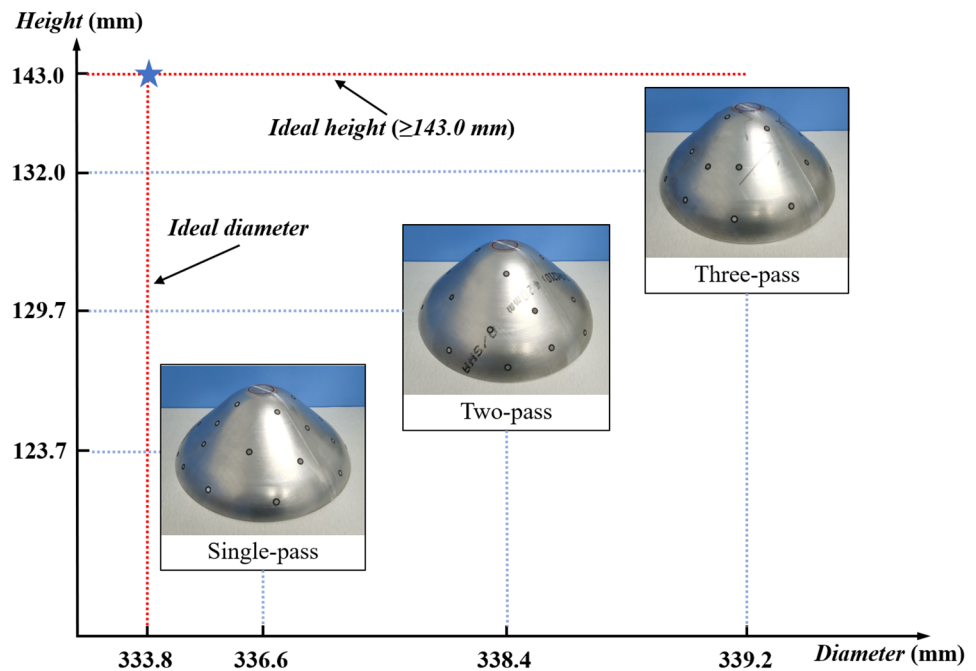 Height (mm)
143.0
Ideal height (≥143.0 mm)
132.0
Ideal diameter
Three-pass
129.7
Two-pass
123.7
Single-pass
333.8
336.6
338.4
339.2
Diameter (mm)